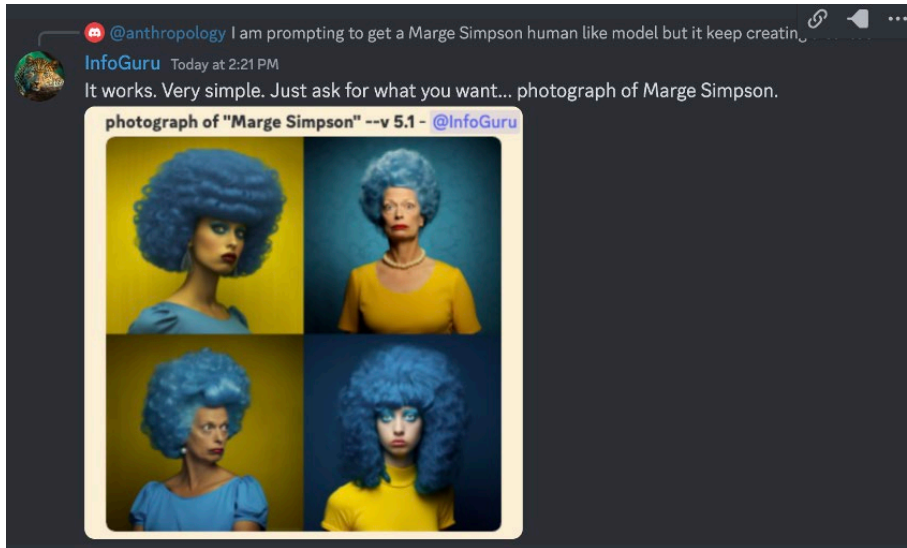 @anthropology I am prompting to get a Marge Simpson human like model but it keep creating
InfoGuru Today at 2:21 PM
It works. Very simple. Just ask for what you want... photograph of Marge Simpson.
photograph of "Marge Simpson" --v 5.1 - @InfoGuru